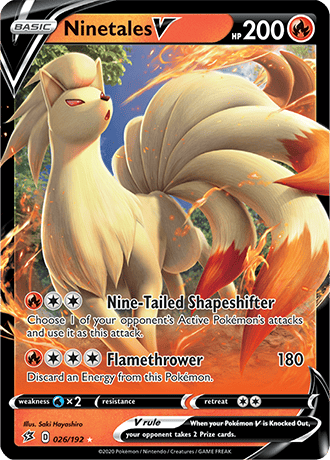 BASIC Ninetales V HP 200
Nine-Tailed Shapeshifter
Choose 1 of your opponent's Active Pokémon's attacks
and use it as this attack.
Flamethrower 180
Discard an Energy from this Pokémon.
weakness ×2 resistance retreat
Illus. Saki Hayashiro
D 026/192 ★
V rule When your Pokémon V is Knocked Out,
your opponent takes 2 Prize cards.
©2020 Pokémon / Nintendo / Creatures / GAME FREAK